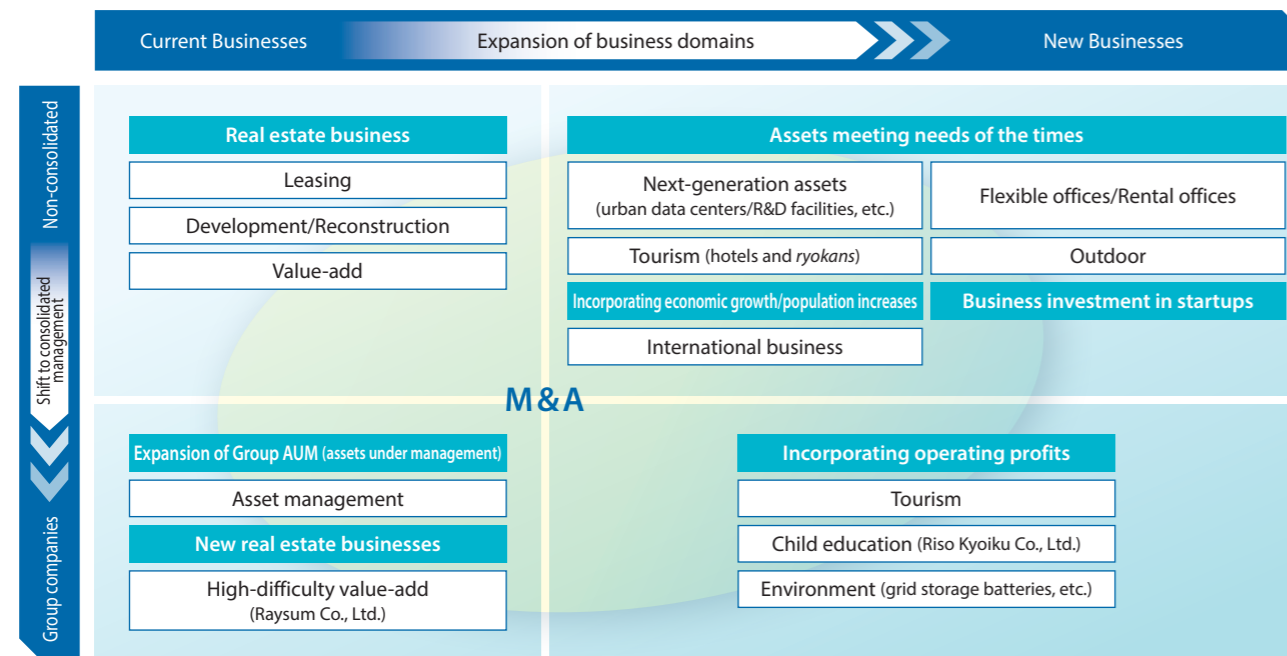 Current Businesses
Expansion of business domains
New Businesses
Non-consolidated
Shift to consolidated
management
Group companies
Real estate business
Leasing
Development/Reconstruction
Value-add
Assets meeting needs of the times
Next-generation assets
(urban data centers/R&D facilities, etc.)
Flexible offices/Rental offices
Tourism (hotels and ryokans)
Outdoor
Incorporating economic growth/population increases
Business investment in startups
International business
M&A
Expansion of Group AUM (assets under management)
Asset management
New real estate businesses
High-difficulty value-add
(Raysum Co., Ltd.)
Incorporating operating profits
Tourism
Child education (Riso Kyoiku Co., Ltd.)
Environment (grid storage batteries, etc.)